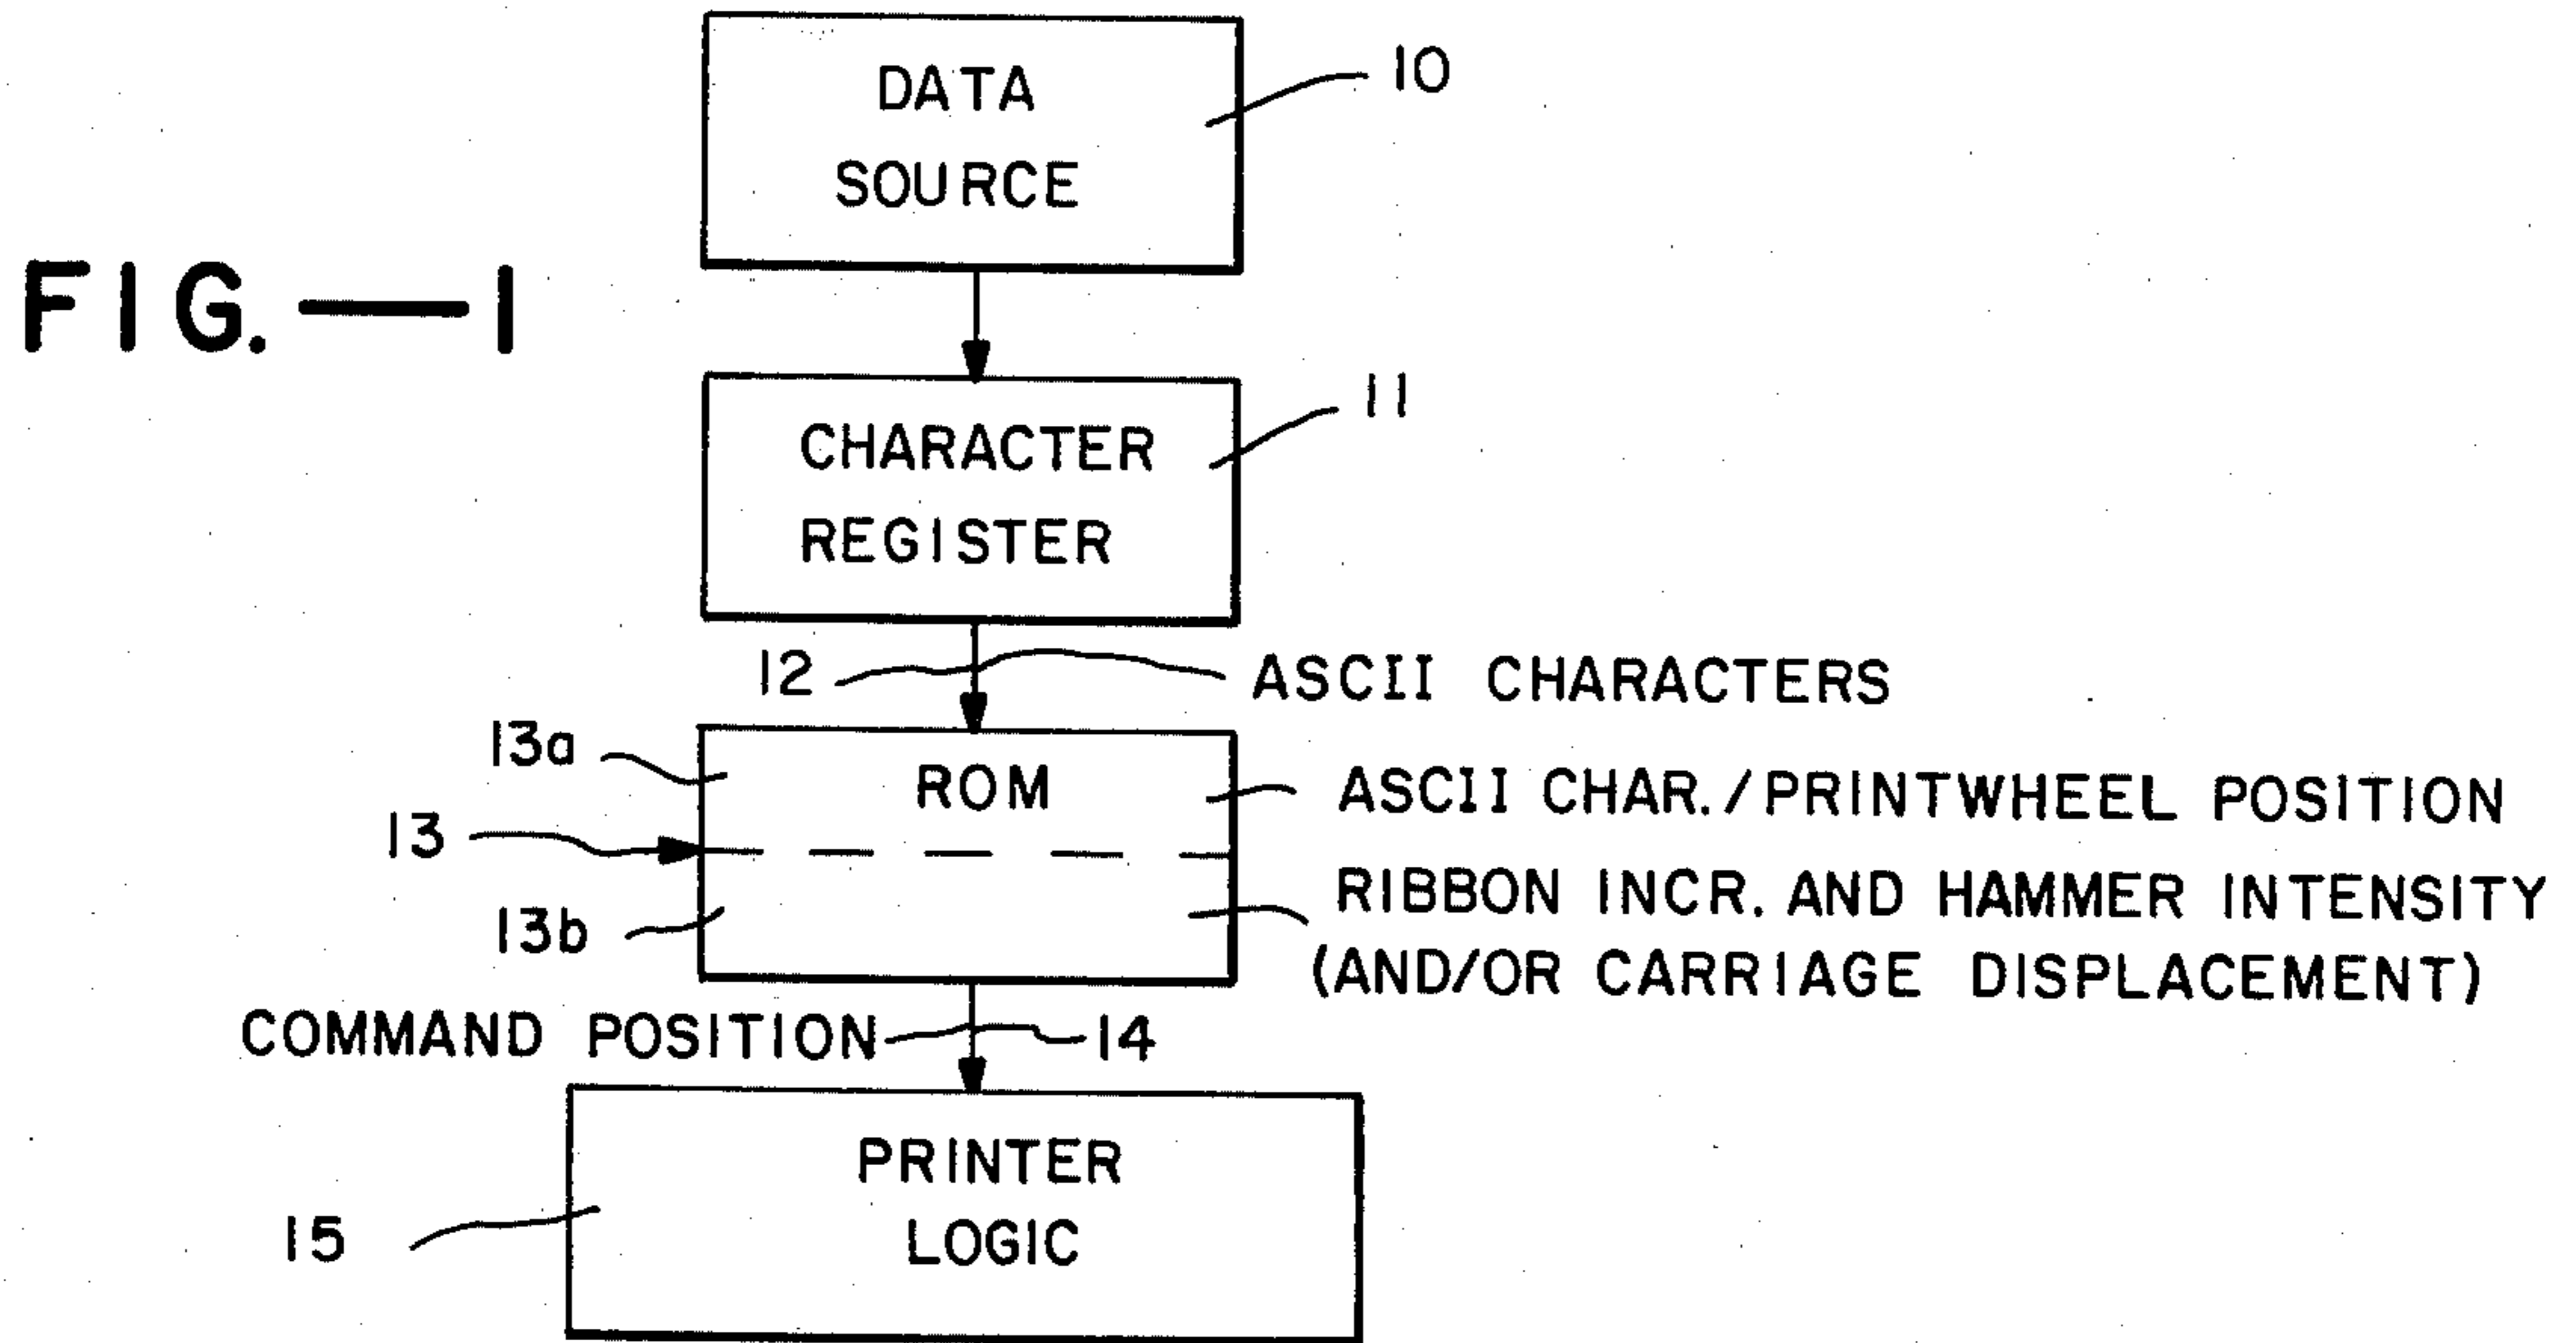 DATA
SOURCE
10
FIG.—1
CHARACTER
REGISTER
11
12
ASCII CHARACTERS
13a
ROM
ASCII CHAR./PRINTWHEEL POSITION
13
13b
RIBBON INCR. AND HAMMER INTENSITY
(AND/OR CARRIAGE DISPLACEMENT)
COMMAND POSITION
14
PRINTER
LOGIC
15